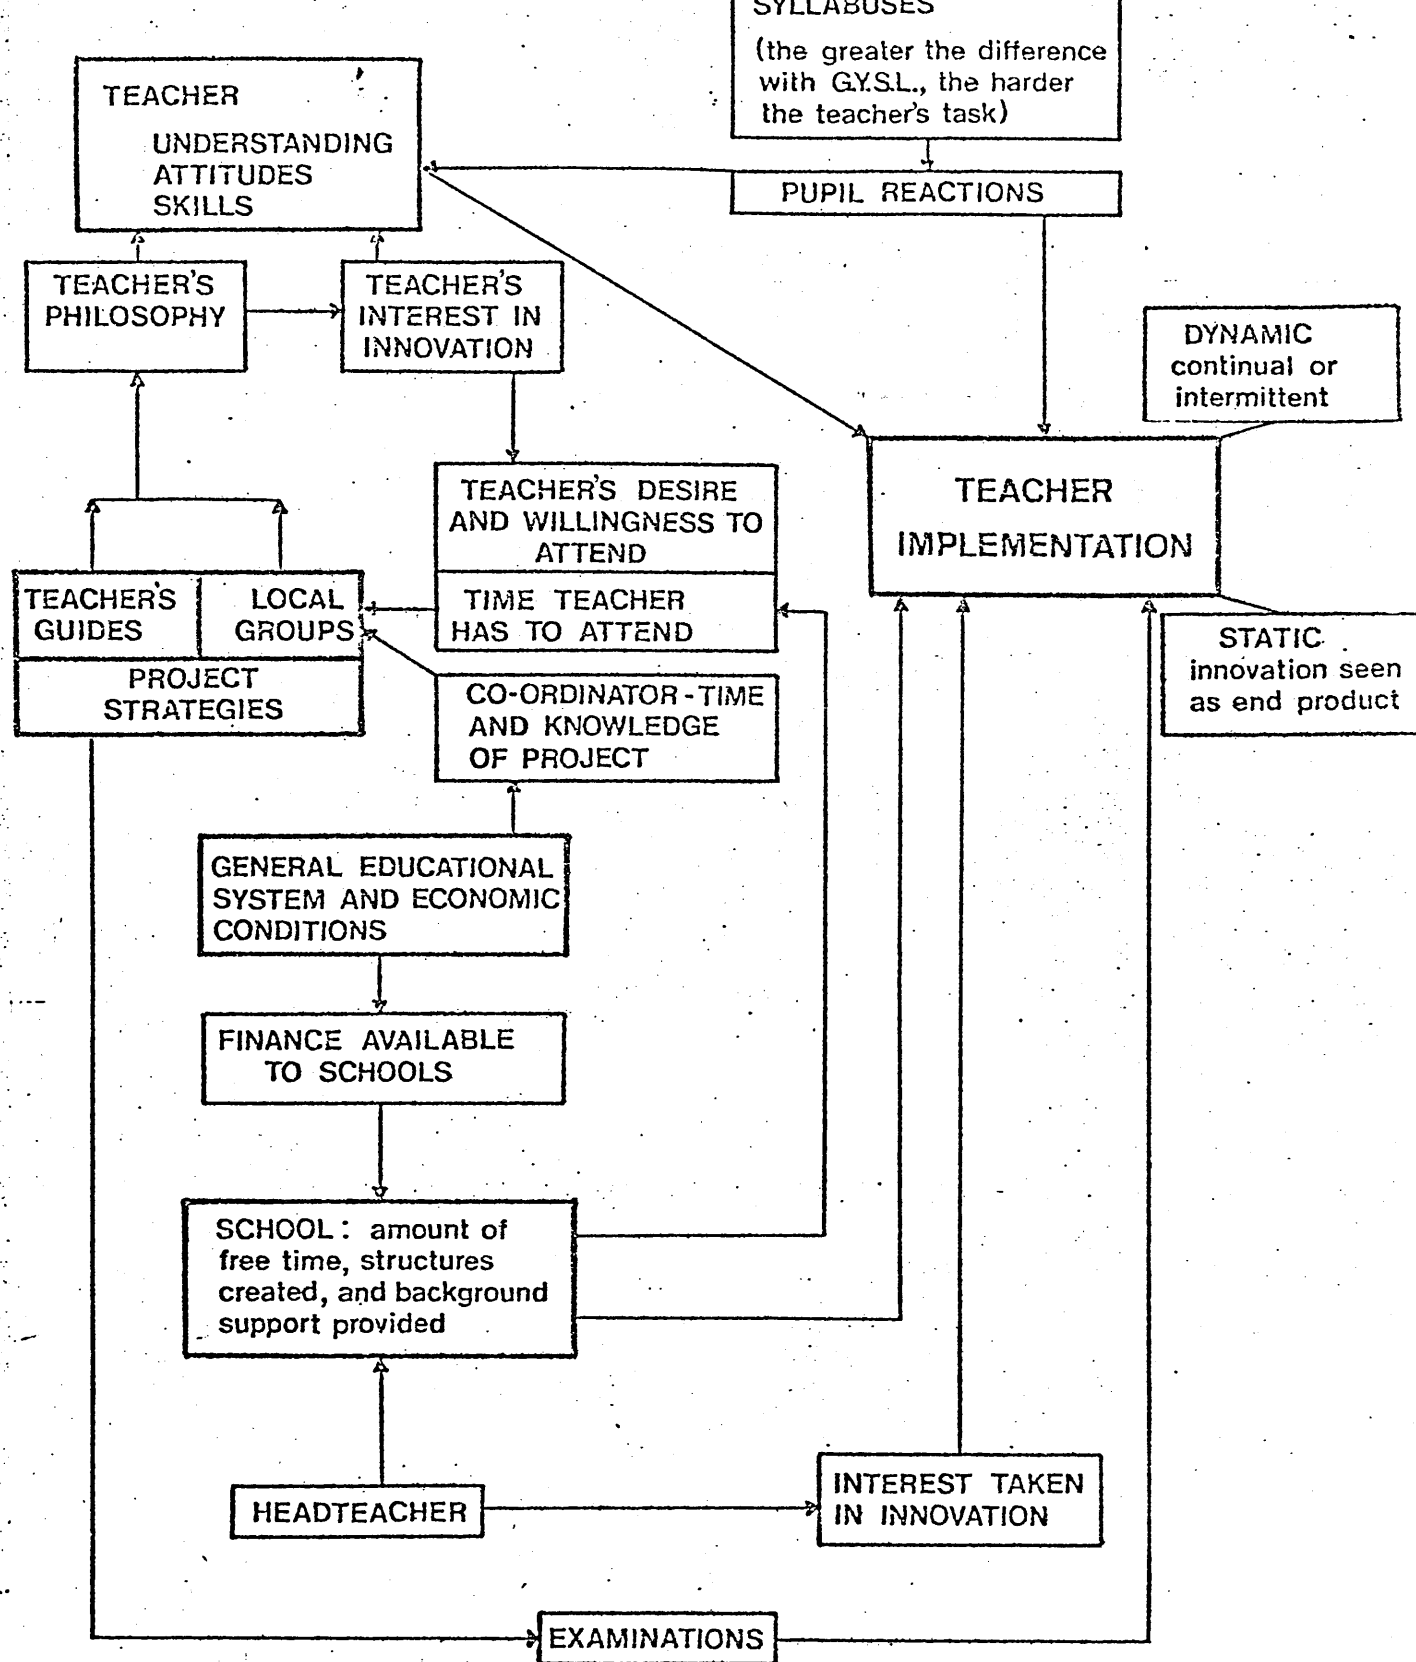 SYLLABUSES
(the greater the difference
with G.Y.S.L., the harder
the teacher's task)
TEACHER
UNDERSTANDING
ATTITUDES
SKILLS
PUPIL REACTIONS
TEACHER'S
PHILOSOPHY
TEACHER'S
INTEREST IN
INNOVATION
DYNAMIC
continual or
intermittent
TEACHER'S DESIRE
AND WILLINGNESS TO
ATTEND
TEACHER
IMPLEMENTATION
TEACHER'S
GUIDES
LOCAL
GROUPS
TIME TEACHER
HAS TO ATTEND
STATIC
innovation seen
as end product
PROJECT
STRATEGIES
CO-ORDINATOR-TIME
AND KNOWLEDGE
OF PROJECT
GENERAL EDUCATIONAL
SYSTEM AND ECONOMIC
CONDITIONS
FINANCE AVAILABLE
TO SCHOOLS
SCHOOL: amount of
free time, structures
created, and background
support provided
HEADTEACHER
INTEREST TAKEN
IN INNOVATION
EXAMINATIONS